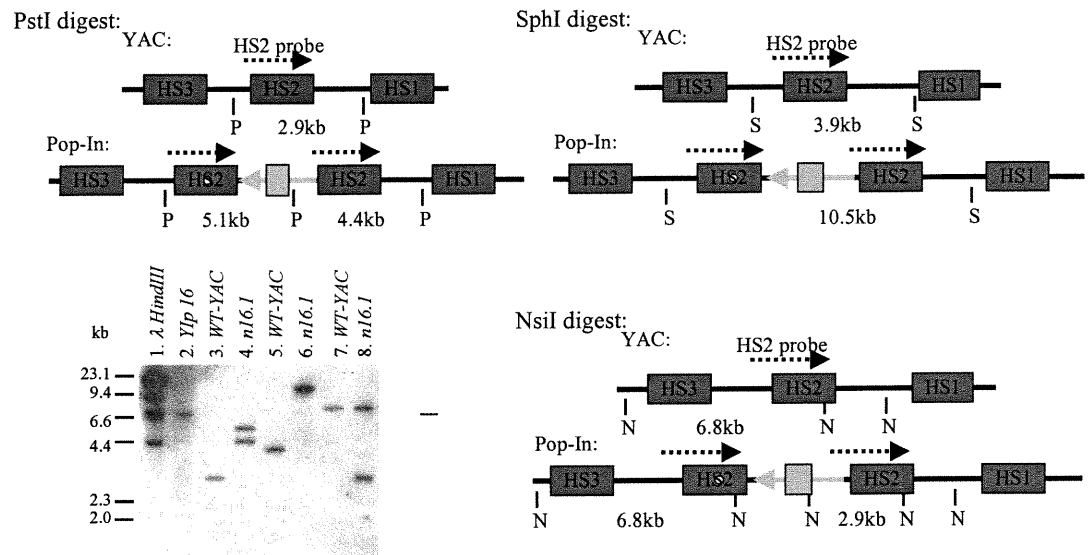 PstI digest:
YAC:
HS2 probe
HS3 HS2 HS1
P 2.9kb P
Pop-In:
HS3 HS2 HS2 HS1
P 5.1kb P 4.4kb P
SphI digest:
YAC:
HS2 probe
HS3 HS2 HS1
S 3.9kb S
Pop-In:
HS3 HS2 HS2 HS1
S 10.5kb S
kb
1. λ HindIII
2. YIp 16
3. WT-YAC
4. n16.1
5. WT-YAC
6. n16.1
7. WT-YAC
8. n16.1
23.1
9.4
6.6
4.4
2.3
2.0
NsiI digest:
YAC:
HS2 probe
HS3 HS2 HS1
N 6.8kb N N
Pop-In:
HS3 HS2 HS2 HS1
N 6.8kb N N 2.9kb N N